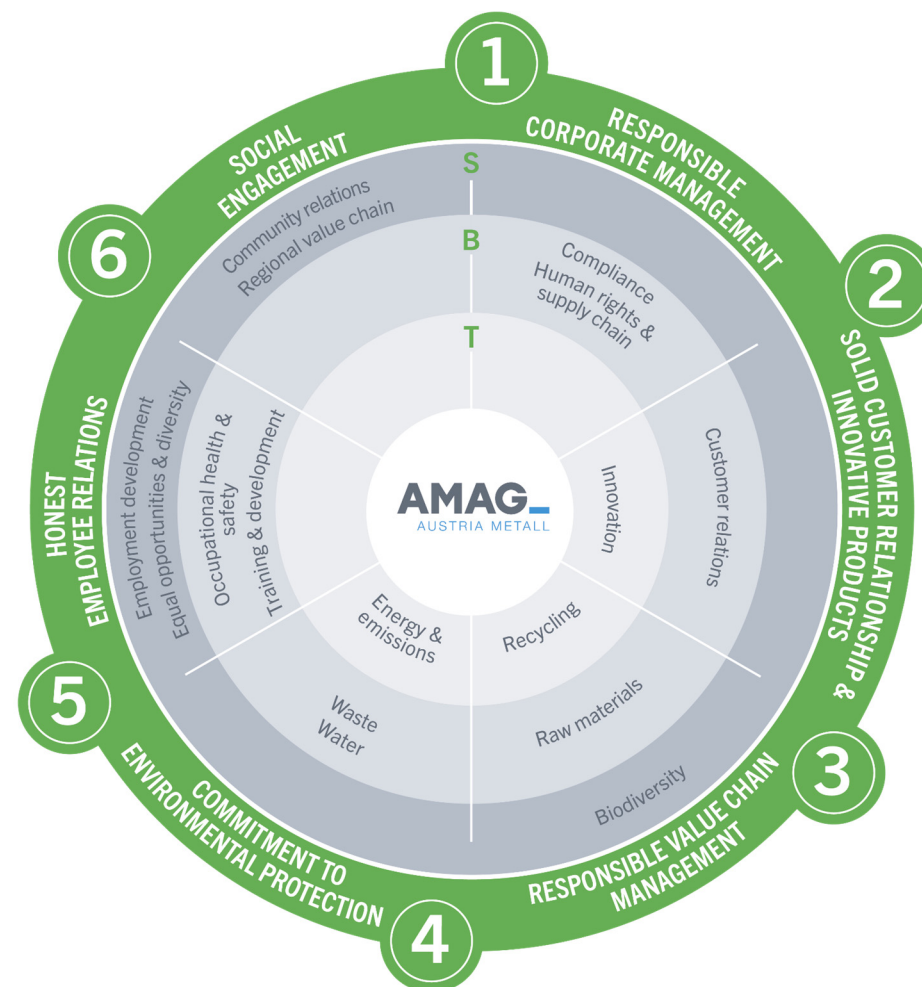 1
RESPONSIBLE
CORPORATE MANAGEMENT
2
SOLID CUSTOMER RELATIONSHIP &
INNOVATIVE PRODUCTS
3
RESPONSIBLE VALUE CHAIN
MANAGEMENT
4
COMMITMENT TO
ENVIRONMENTAL PROTECTION
5
HONEST
EMPLOYEE RELATIONS
6
SOCIAL
ENGAGEMENT
S
B
T
Compliance
Human rights &
supply chain
Customer relations
Innovation
Recycling
Raw materials
Biodiversity
Energy &
emissions
Waste
Water
Employment development
Equal opportunities & diversity
Occupational health &
safety
Training & development
Community relations
Regional value chain
AMAG_
AUSTRIA METALL